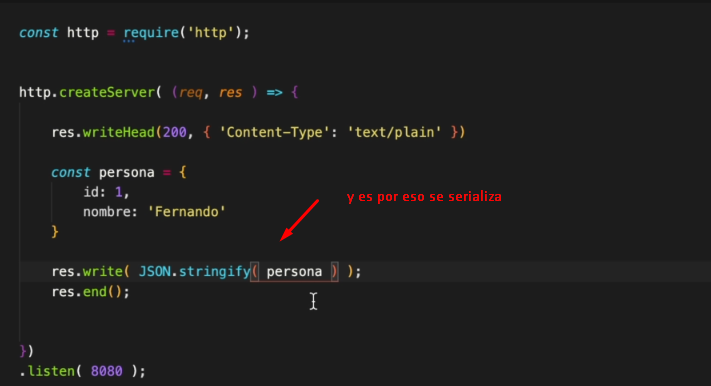 const http = require('http');
http.createServer( (req, res ) => {
res.writeHead(200, { 'Content-Type': 'text/plain' })
const persona = {
id: 1,
nombre: 'Fernando'
}
y es por eso se serializa
res.write( JSON.stringify( persona ) );
res.end();
})
.listen( 8080 );